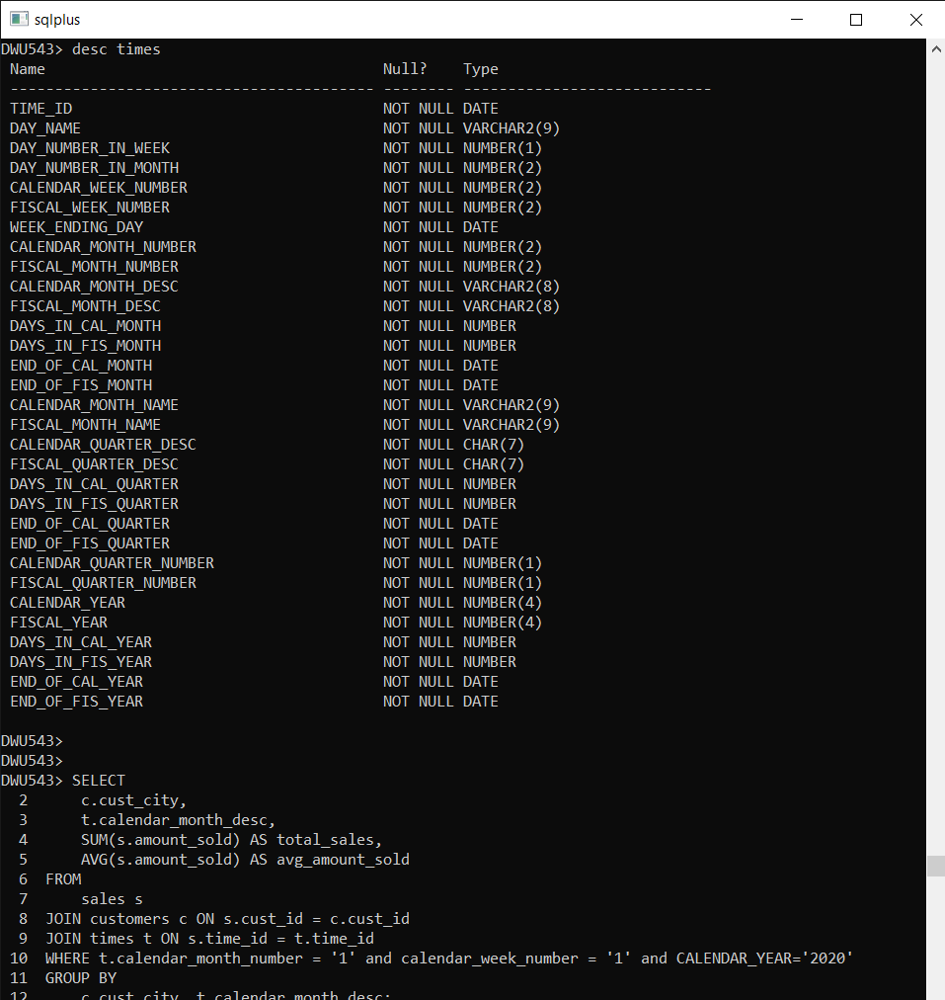 sqlplus
DWU543> desc times
Name Null? Type
----------------------------------------- -------- ----------------------------
TIME_ID NOT NULL DATE
DAY_NAME NOT NULL VARCHAR2(9)
DAY_NUMBER_IN_WEEK NOT NULL NUMBER(1)
DAY_NUMBER_IN_MONTH NOT NULL NUMBER(2)
CALENDAR_WEEK_NUMBER NOT NULL NUMBER(2)
FISCAL_WEEK_NUMBER NOT NULL NUMBER(2)
WEEK_ENDING_DAY NOT NULL DATE
CALENDAR_MONTH_NUMBER NOT NULL NUMBER(2)
FISCAL_MONTH_NUMBER NOT NULL NUMBER(2)
CALENDAR_MONTH_DESC NOT NULL VARCHAR2(8)
FISCAL_MONTH_DESC NOT NULL VARCHAR2(8)
DAYS_IN_CAL_MONTH NOT NULL NUMBER
DAYS_IN_FIS_MONTH NOT NULL NUMBER
END_OF_CAL_MONTH NOT NULL DATE
END_OF_FIS_MONTH NOT NULL DATE
CALENDAR_MONTH_NAME NOT NULL VARCHAR2(9)
FISCAL_MONTH_NAME NOT NULL VARCHAR2(9)
CALENDAR_QUARTER_DESC NOT NULL CHAR(7)
FISCAL_QUARTER_DESC NOT NULL CHAR(7)
DAYS_IN_CAL_QUARTER NOT NULL NUMBER
DAYS_IN_FIS_QUARTER NOT NULL NUMBER
END_OF_CAL_QUARTER NOT NULL DATE
END_OF_FIS_QUARTER NOT NULL DATE
CALENDAR_QUARTER_NUMBER NOT NULL NUMBER(1)
FISCAL_QUARTER_NUMBER NOT NULL NUMBER(1)
CALENDAR_YEAR NOT NULL NUMBER(4)
FISCAL_YEAR NOT NULL NUMBER(4)
DAYS_IN_CAL_YEAR NOT NULL NUMBER
DAYS_IN_FIS_YEAR NOT NULL NUMBER
END_OF_CAL_YEAR NOT NULL DATE
END_OF_FIS_YEAR NOT NULL DATE
DWU543>
DWU543>
DWU543> SELECT
2 c.cust_city,
3 t.calendar_month_desc,
4 SUM(s.amount_sold) AS total_sales,
5 AVG(s.amount_sold) AS avg_amount_sold
6 FROM
7 sales s
8 JOIN customers c ON s.cust_id = c.cust_id
9 JOIN times t ON s.time_id = t.time_id
10 WHERE t.calendar_month_number = '1' and calendar_week_number = '1' and CALENDAR_YEAR='2020'
11 GROUP BY
12 c.cust_city, t.calendar_month_desc;